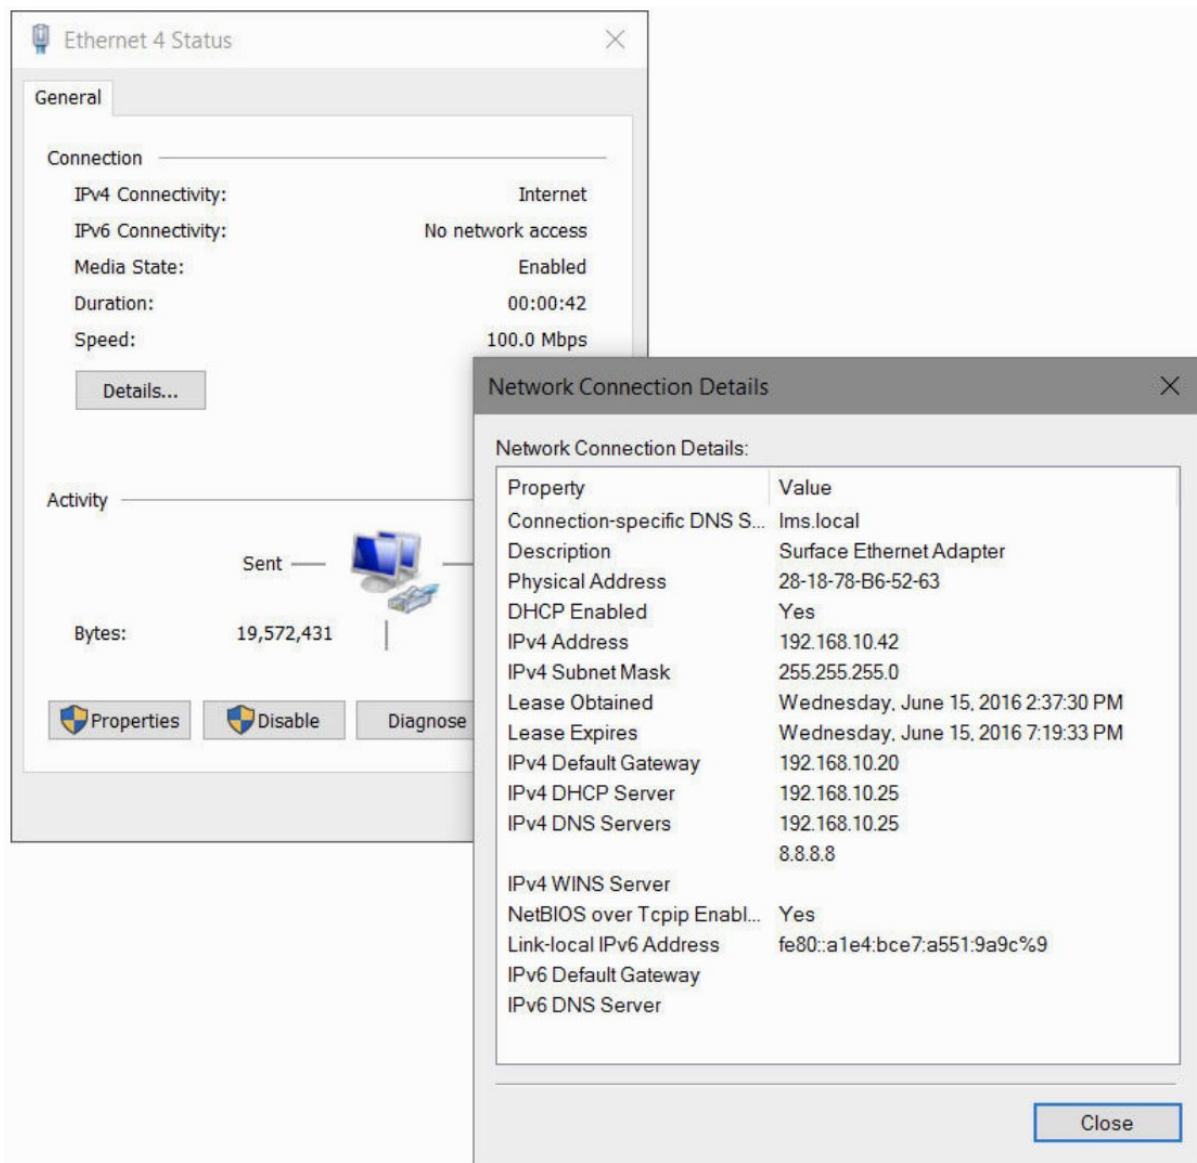 Ethernet 4 Status
General
Connection
IPv4 Connectivity: Internet
IPv6 Connectivity: No network access
Media State: Enabled
Duration: 00:00:42
Speed: 100.0 Mbps
Details...
Activity
Sent
Bytes: 19,572,431
Properties Disable Diagnose
Network Connection Details
Network Connection Details:
Property Value
Connection-specific DNS S... lms.local
Description Surface Ethernet Adapter
Physical Address 28-18-78-B6-52-63
DHCP Enabled Yes
IPv4 Address 192.168.10.42
IPv4 Subnet Mask 255.255.255.0
Lease Obtained Wednesday, June 15, 2016 2:37:30 PM
Lease Expires Wednesday, June 15, 2016 7:19:33 PM
IPv4 Default Gateway 192.168.10.20
IPv4 DHCP Server 192.168.10.25
IPv4 DNS Servers 192.168.10.25
8.8.8.8
IPv4 WINS Server
NetBIOS over Tcpip Enabl... Yes
Link-local IPv6 Address fe80::a1e4:bce7:a551:9a9c%9
IPv6 Default Gateway
IPv6 DNS Server
Close